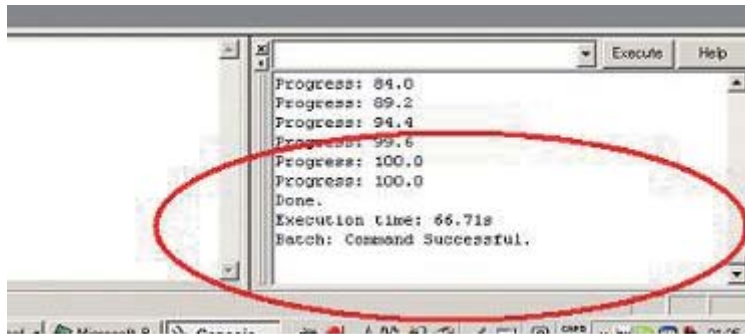 Execute Help
Progress: 84.0
Progress: 89.2
Progress: 94.4
Progress: 99.6
Progress: 100.0
Progress: 100.0
Done.
Execution time: 66.71s
Batch: Command Successful.